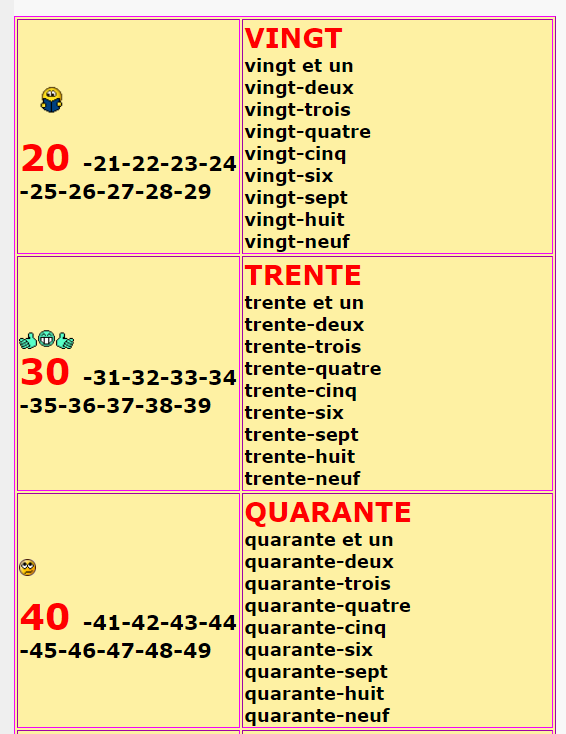 20 -21-22-23-24
-25-26-27-28-29
VINGT
vingt et un
vingt-deux
vingt-trois
vingt-quatre
vingt-cinq
vingt-six
vingt-sept
vingt-huit
vingt-neuf
30 -31-32-33-34
-35-36-37-38-39
TRENTE
trente et un
trente-deux
trente-trois
trente-quatre
trente-cinq
trente-six
trente-sept
trente-huit
trente-neuf
40 -41-42-43-44
-45-46-47-48-49
QUARANTE
quarante et un
quarante-deux
quarante-trois
quarante-quatre
quarante-cinq
quarante-six
quarante-sept
quarante-huit
quarante-neuf